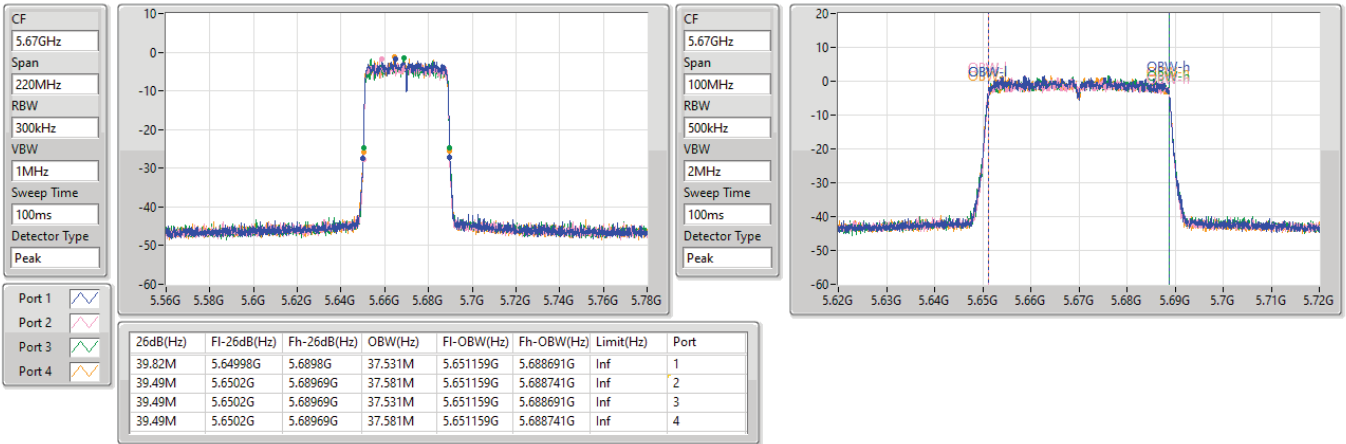 CF
5.67GHz
Span
220MHz
RBW
300kHz
VBW
1MHz
Sweep Time
100ms
Detector Type
Peak
Port 1
Port 2
Port 3
Port 4
10
0
-10
-20
-30
-40
-50
-60
5.56G 5.58G 5.6G 5.62G 5.64G 5.66G 5.68G 5.7G 5.72G 5.74G 5.76G 5.78G
CF
5.67GHz
Span
100MHz
RBW
500kHz
VBW
2MHz
Sweep Time
100ms
Detector Type
Peak
20
10
0
-10
-20
-30
-40
-50
-60
OBW-l OBW-h
5.62G 5.63G 5.64G 5.65G 5.66G 5.67G 5.68G 5.69G 5.7G 5.71G 5.72G
26dB(Hz) Fl-26dB(Hz) Fh-26dB(Hz) OBW(Hz) Fl-OBW(Hz) Fh-OBW(Hz) Limit(Hz) Port
39.82M 5.64998G 5.6898G 37.531M 5.651159G 5.688691G Inf 1
39.49M 5.6502G 5.68969G 37.581M 5.651159G 5.688741G Inf 2
39.49M 5.6502G 5.68969G 37.531M 5.651159G 5.688691G Inf 3
39.49M 5.6502G 5.68969G 37.581M 5.651159G 5.688741G Inf 4